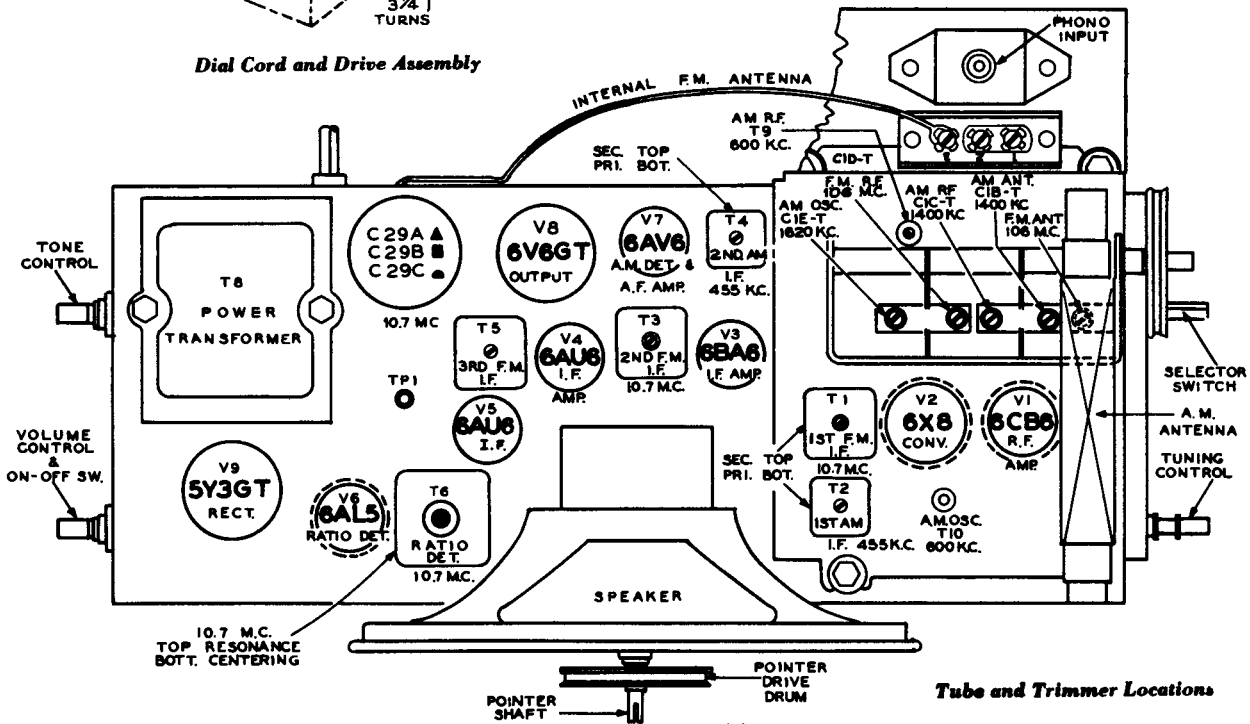 3/4
TURNS
Dial Cord and Drive Assembly
PHONO
INPUT
INTERNAL F.M. ANTENNA
AM R.F.
T9
600 K.C.
SEC. TOP
PRI. BOT.
C1D-T
F.M. R.F.
106 M.C.
AM OSC.
C1E-T
1620 KC.
AM RF
C1C-T
1400 KC
AM ANT.
C1B-T
1400 KC
F.M. ANT
106 M.C.
TONE
CONTROL
T8
POWER
TRANSFORMER
C29A ▲
C29B ■
C29C
10.7 MC
V8
6V6GT
OUTPUT
V7
6AV6
A.M. DET. &
A.F. AMP.
T4
2ND. AM
I.F.
455 KC.
T5
3RD F.M.
I.F.
V4
6AU6
I.F.
AMP.
T3
2ND F.M.
I.F.
10.7 M.C.
V3
6BA6
I.F. AMP.
SELECTOR
SWITCH
A.M.
ANTENNA
TP1
V5
6AU6
I.F.
T1
1ST F.M.
I.F.
10.7 M.C.
V2
6X8
CONV.
V1
6CB6
R.F.
AMP.
VOLUME
CONTROL
&
ON-OFF SW.
V9
5Y3GT
RECT.
V6
6AL5
RATIO DET.
T6
RATIO
DET.
10.7 M.C.
SEC. TOP
PRI. BOT.
T2
1ST AM
I.F. 455 K.C.
A.M. OSC.
T10
600 K.C.
TUNING
CONTROL
SPEAKER
10.7 M.C.
TOP RESONANCE
BOTT. CENTERING
POINTER
DRIVE
DRUM
POINTER
SHAFT
Tube and Trimmer Locations